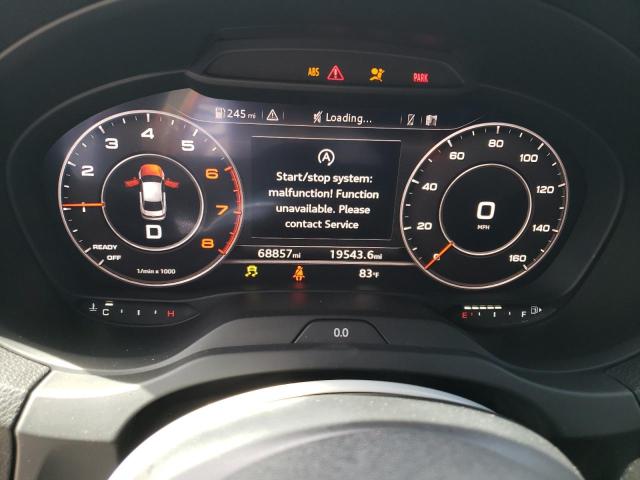 ABS PARK
245 mi Loading...
A
Start/stop system:
malfunction! Function
unavailable. Please
contact Service
1 2 3 4 5 6 7 8
READY
OFF
D
1/min x 1000
0 20 40 60 80 100 120 140 160
0
MPH
68857mi 19543.6mi
83°F
C H
E F
0.0